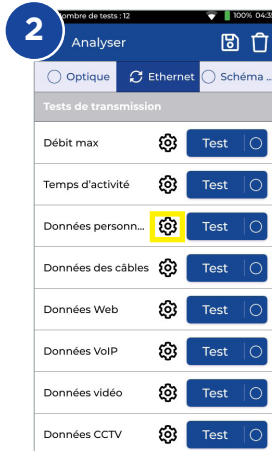 2
ombre de tests : 12 100% 04:35
Analyser
Optique Ethernet Schéma ...
Tests de transmission
Débit max Test
Temps d'activité Test
Données personn... Test
Données des câbles Test
Données Web Test
Données VoIP Test
Données vidéo Test
Données CCTV Test